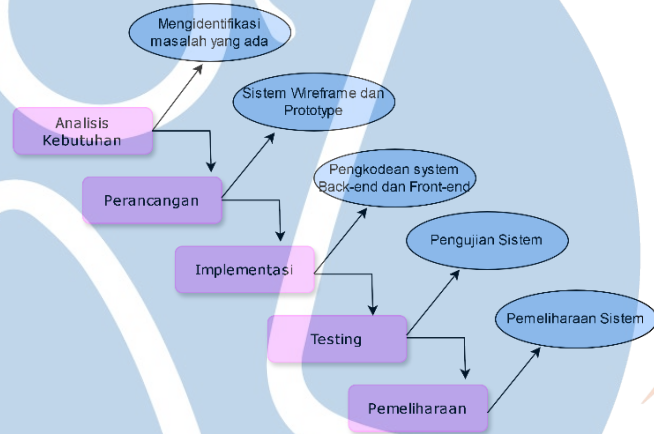 Mengidentifikasi
masalah yang ada
Analisis
Kebutuhan
Sistem Wireframe dan
Prototype
Perancangan
Pengkodean system
Back-end dan Front-end
Implementasi
Pengujian Sistem
Testing
Pemeliharaan Sistem
Pemeliharaan